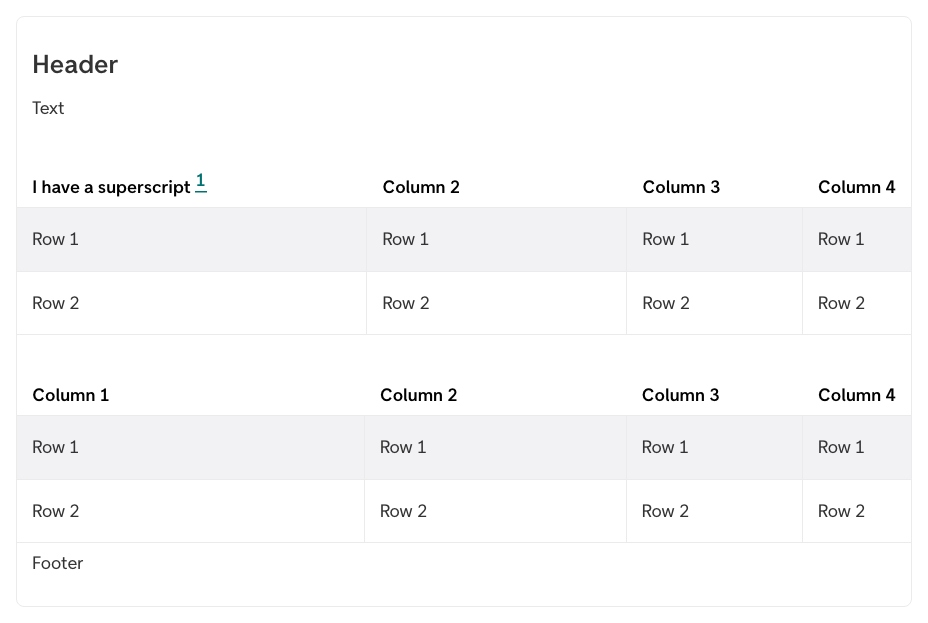 Header
Text
I have a superscript 1 Column 2 Column 3 Column 4
Row 1 Row 1 Row 1 Row 1
Row 2 Row 2 Row 2 Row 2
Column 1 Column 2 Column 3 Column 4
Row 1 Row 1 Row 1 Row 1
Row 2 Row 2 Row 2 Row 2
Footer